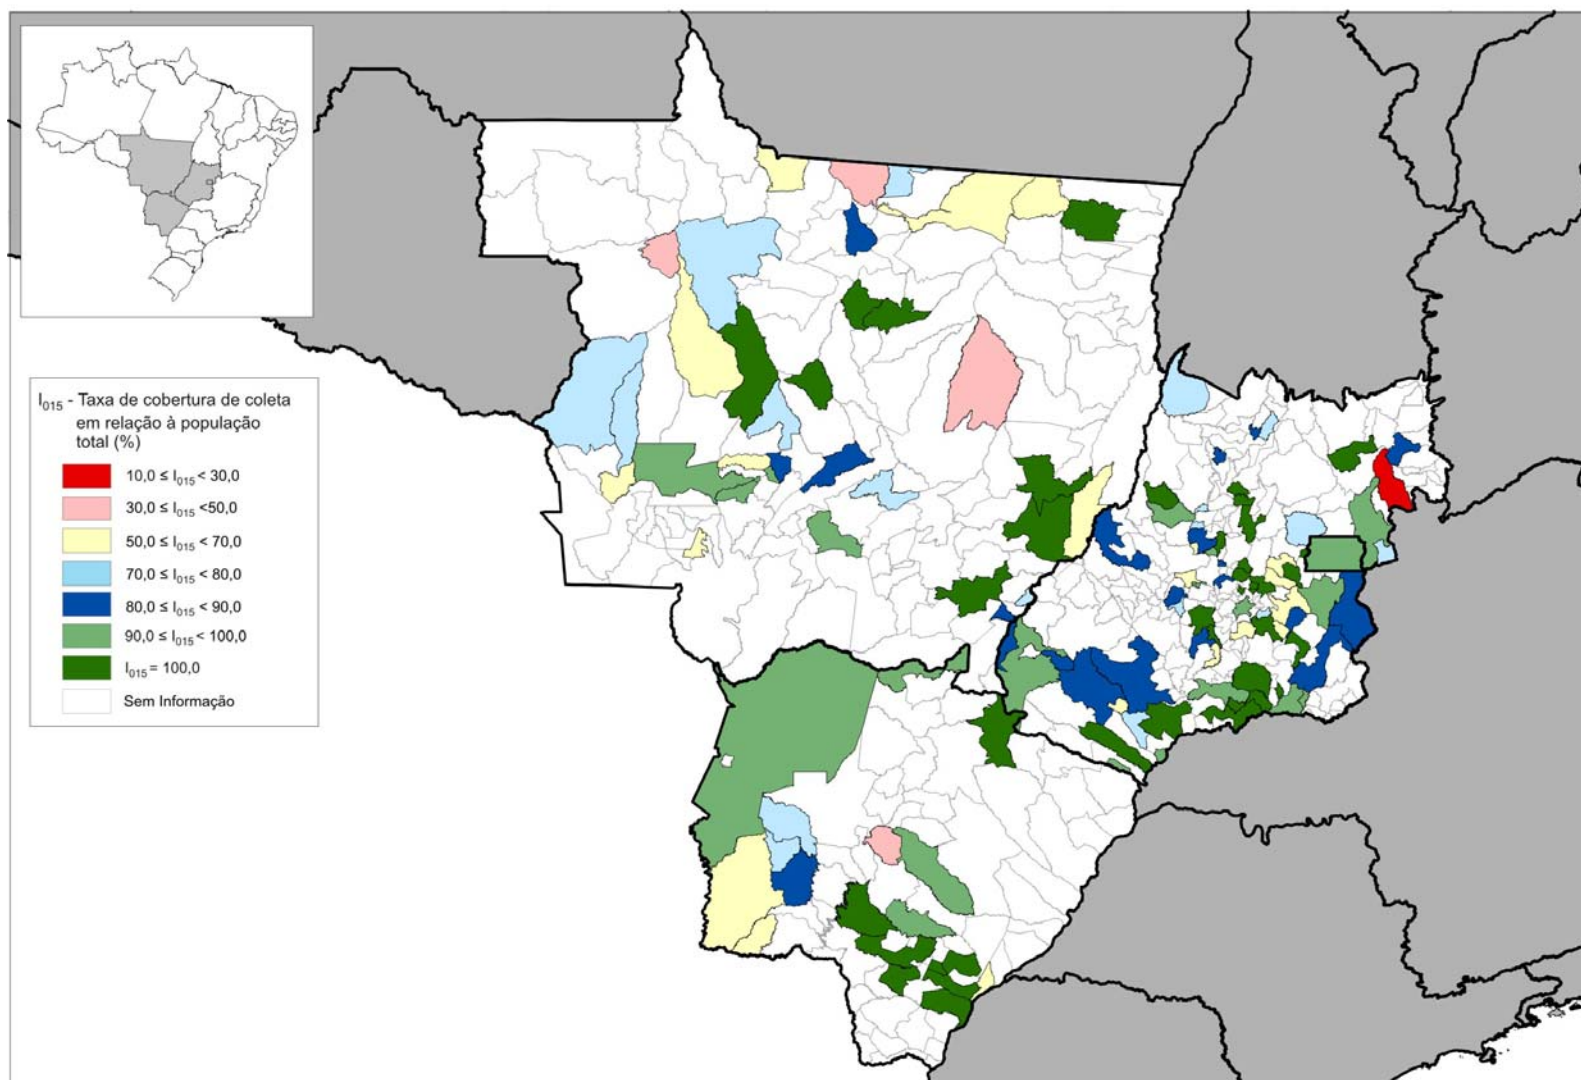 I015 - Taxa de cobertura de coleta
em relação à população
total (%)
10,0 ≤ I015 < 30,0
30,0 ≤ I015 <50,0
50,0 ≤ I015 < 70,0
70,0 ≤ I015 < 80,0
80,0 ≤ I015 < 90,0
90,0 ≤ I015 < 100,0
I015 = 100,0
Sem Informação